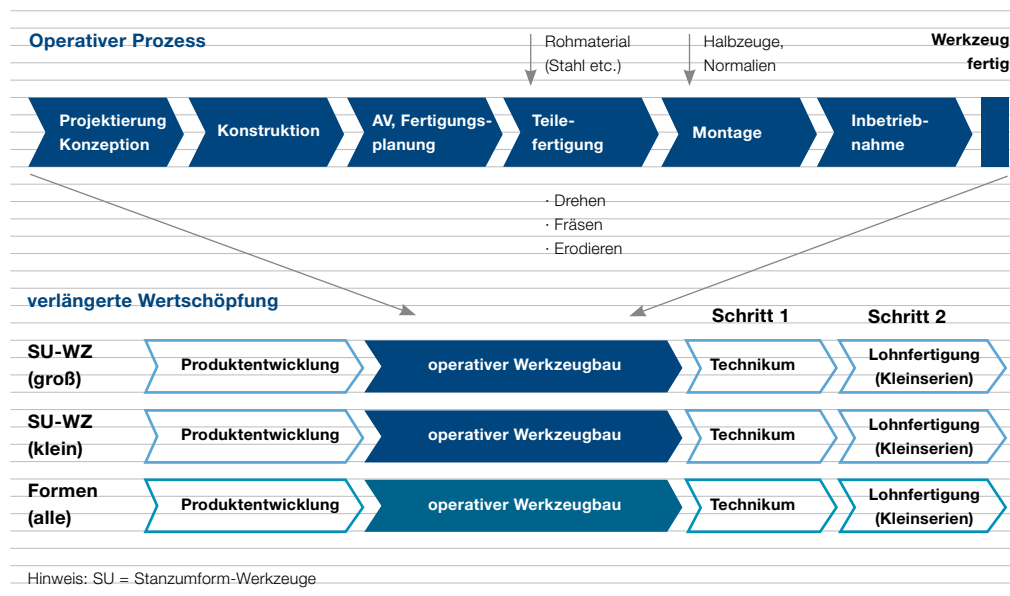 Operativer Prozess
Rohmaterial
(Stahl etc.)
Halbzeuge,
Normalien
Werkzeug
fertig
Projektierung
Konzeption
Konstruktion
AV, Fertigungs-
planung
Teile-
fertigung
Montage
Inbetrieb-
nahme
· Drehen
· Fräsen
· Erodieren
verlängerte Wertschöpfung
Schritt 1
Schritt 2
SU-WZ
(groß)
Produktentwicklung
operativer Werkzeugbau
Technikum
Lohnfertigung
(Kleinserien)
SU-WZ
(klein)
Produktentwicklung
operativer Werkzeugbau
Technikum
Lohnfertigung
(Kleinserien)
Formen
(alle)
Produktentwicklung
operativer Werkzeugbau
Technikum
Lohnfertigung
(Kleinserien)
Hinweis: SU = Stanzumform-Werkzeuge